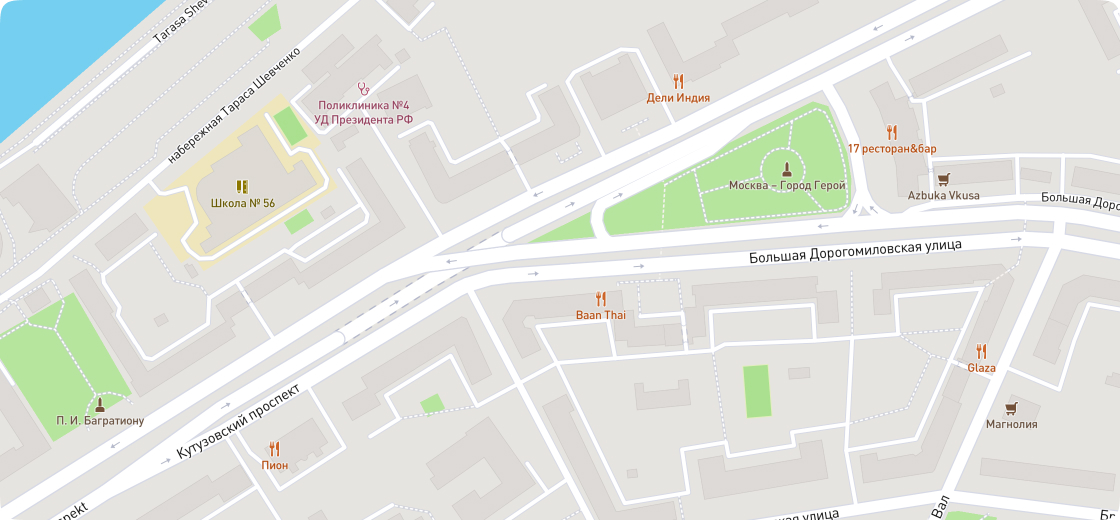 Tarasa Shev
набережная Тараса Шевченко
Поликлиника №4
УД Президента РФ
Дели Индия
17 ресторан&бар
Школа № 56
Москва – Город Герой
Azbuka Vkusa
Большая Доро
Большая Дорогомиловская улица
Baan Thai
Glaza
П. И. Багратиону
Кутузовский проспект
Магнолия
Пион
spekt
ская улица
Вал